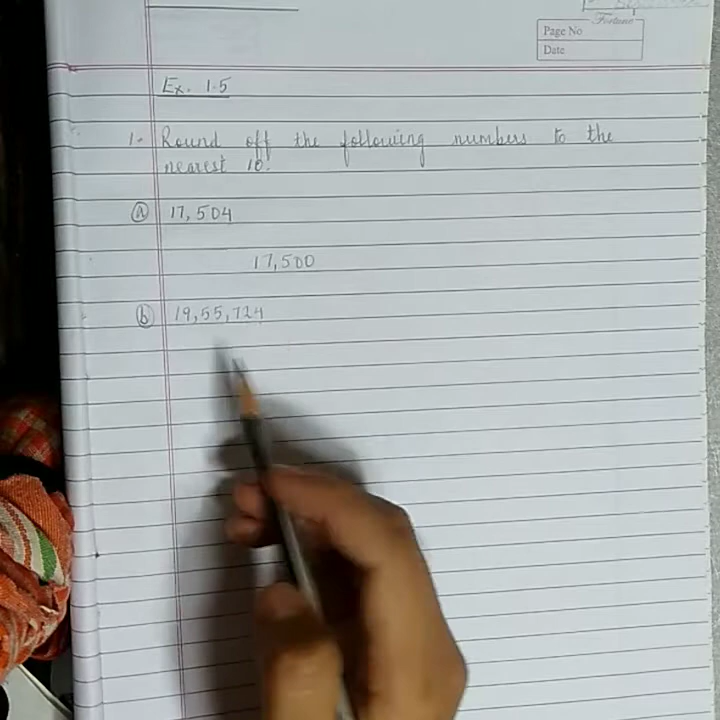 Fortune
Page No
Date
Ex. 1.5
1. Round off the following numbers to the
nearest 10.
(a) 17,504
17,500
(b) 19,55,724